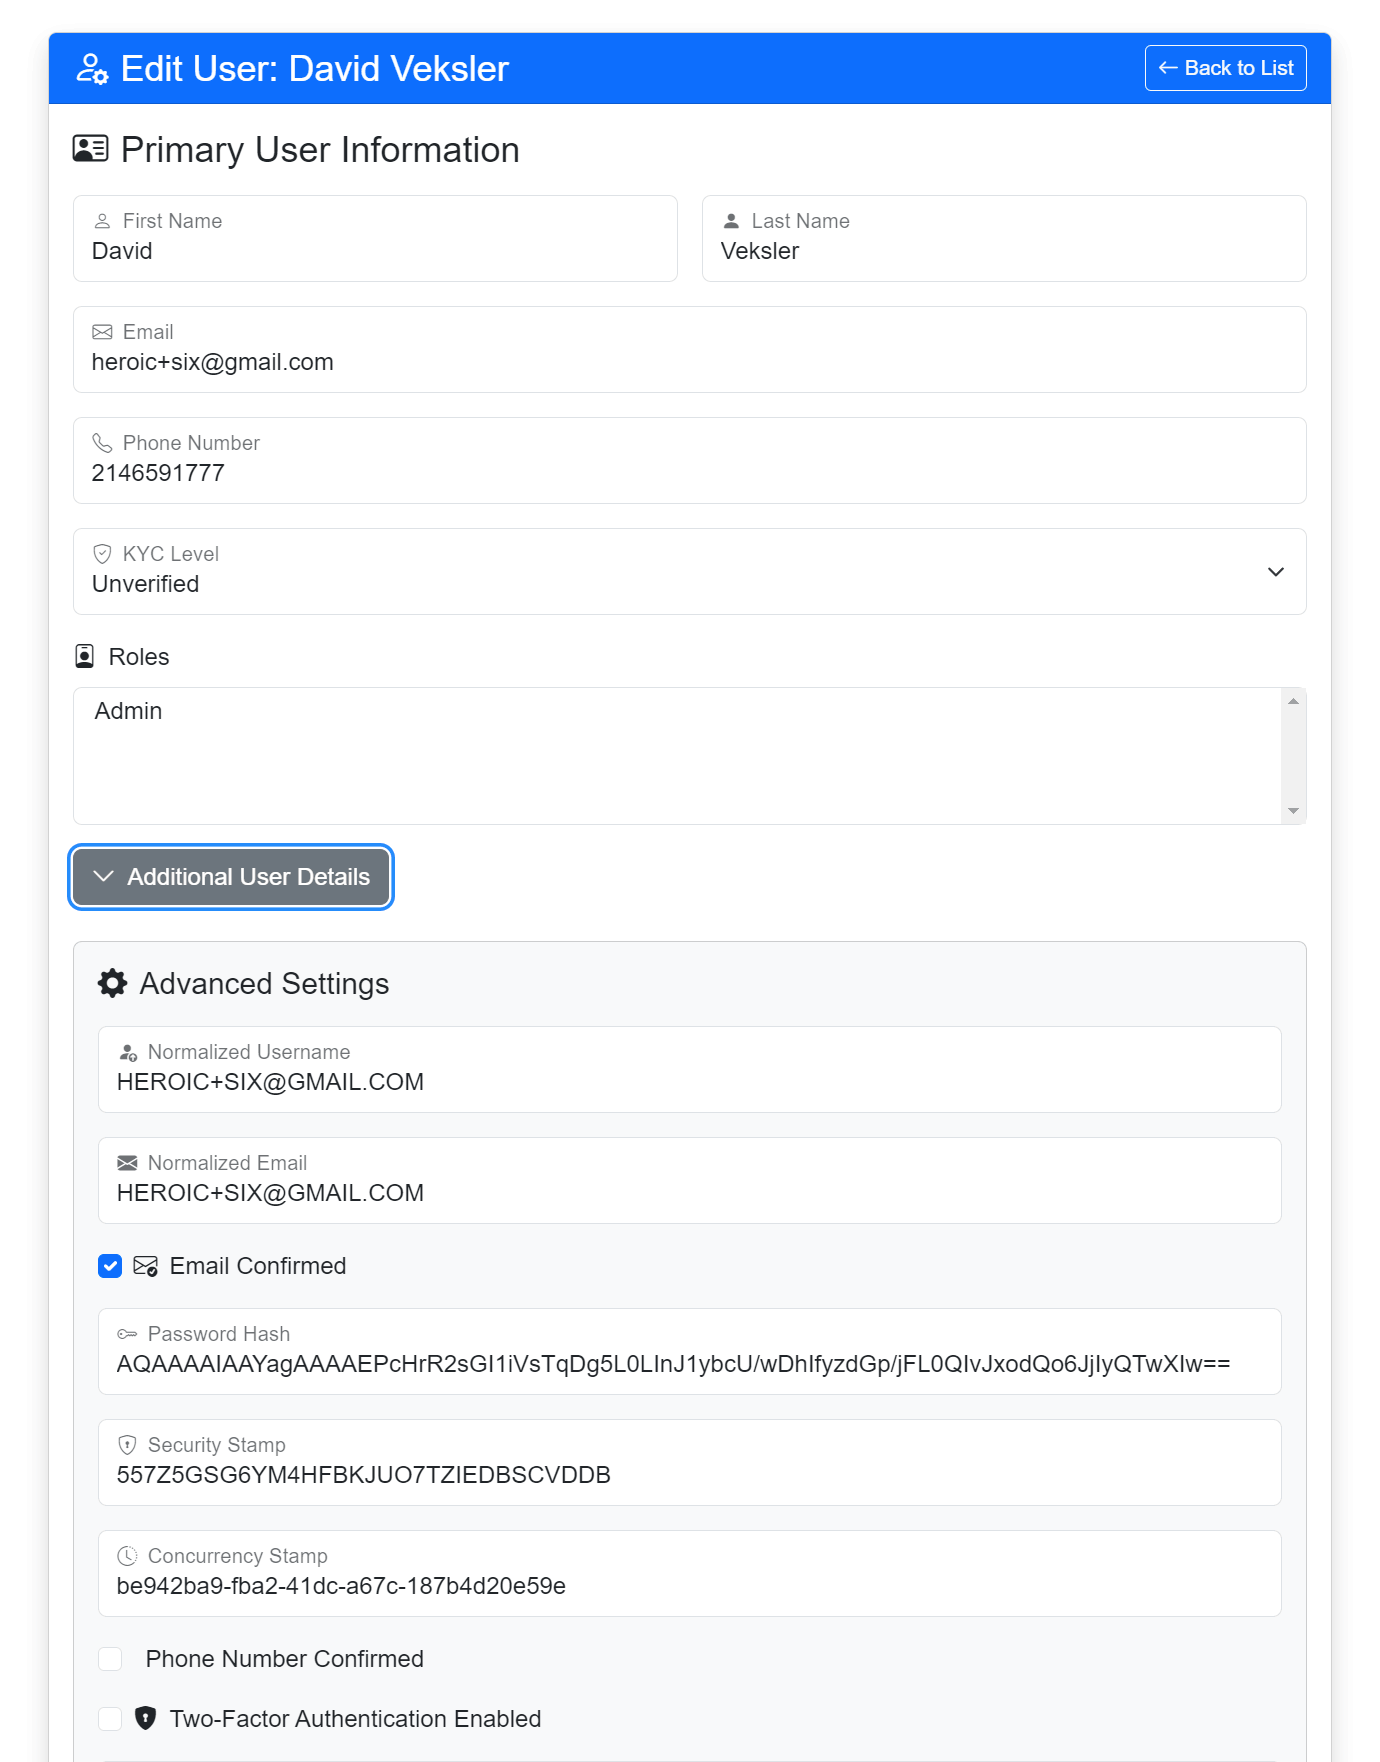 Edit User: David Veksler
Back to List
Primary User Information
First Name
David
Last Name
Veksler
Email
heroic+six@gmail.com
Phone Number
2146591777
KYC Level
Unverified
Roles
Admin
Additional User Details
Advanced Settings
Normalized Username
HEROIC+SIX@GMAIL.COM
Normalized Email
HEROIC+SIX@GMAIL.COM
Email Confirmed
Password Hash
AQAAAAIAAYagAAAAEPcHrR2sGI1iVsTqDg5L0LInJ1ybcU/wDhIfyzdGp/jFL0QIvJxodQo6JjIyQTwXIw==
Security Stamp
557Z5GSG6YM4HFBKJUO7TZIEDBSCVDDB
Concurrency Stamp
be942ba9-fba2-41dc-a67c-187b4d20e59e
Phone Number Confirmed
Two-Factor Authentication Enabled